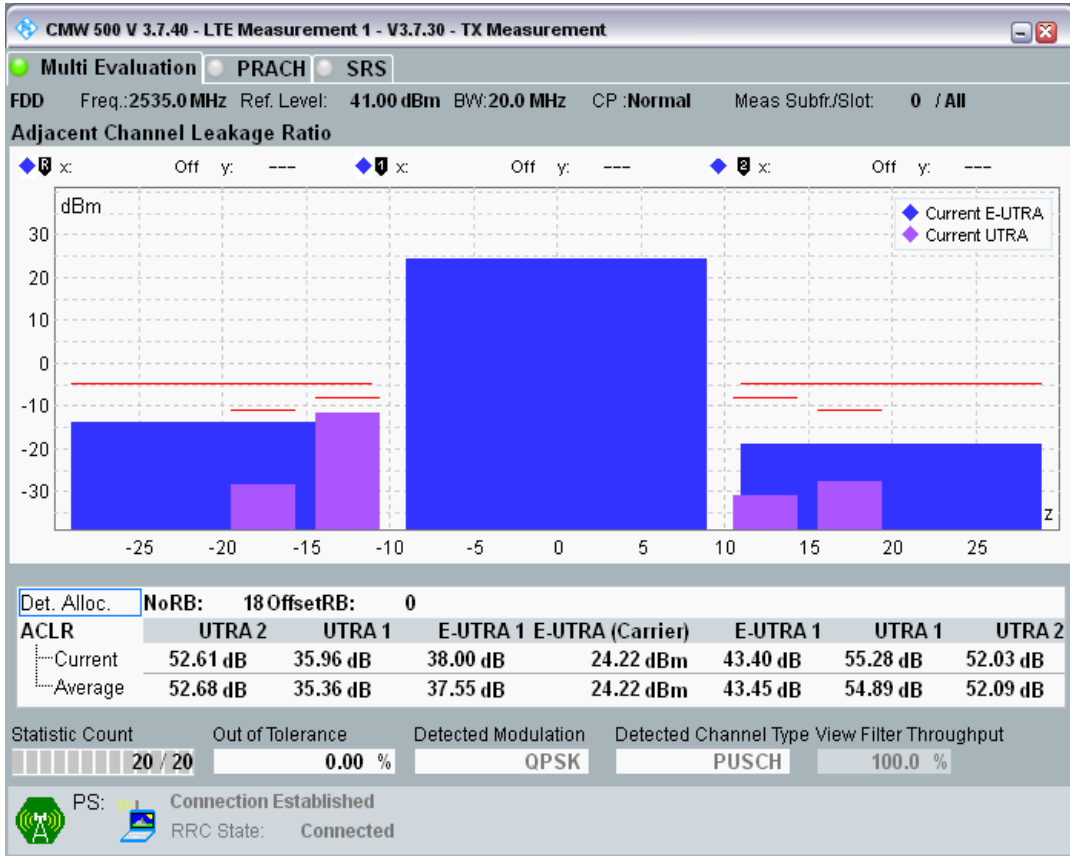 CMW 500 V 3.7.40 - LTE Measurement 1 - V3.7.30 - TX Measurement
Multi Evaluation PRACH SRS
FDD Freq.:2535.0 MHz Ref. Level: 41.00 dBm BW:20.0 MHz CP :Normal Meas Subfr./Slot: 0 / All
Adjacent Channel Leakage Ratio
R x: Off y: --- 1 x: Off y: --- 2 x: Off y: ---
dBm
Current E-UTRA
Current UTRA
30
20
10
0
-10
-20
-30
z
-25 -20 -15 -10 -5 0 5 10 15 20 25
Det. Alloc. NoRB: 18 OffsetRB: 0
ACLR UTRA 2 UTRA 1 E-UTRA 1 E-UTRA (Carrier) E-UTRA 1 UTRA 1 UTRA 2
Current 52.61 dB 35.96 dB 38.00 dB 24.22 dBm 43.40 dB 55.28 dB 52.03 dB
Average 52.68 dB 35.36 dB 37.55 dB 24.22 dBm 43.45 dB 54.89 dB 52.09 dB
Statistic Count Out of Tolerance Detected Modulation Detected Channel Type View Filter Throughput
20 / 20 0.00 % QPSK PUSCH 100.0 %
PS: Connection Established
RRC State: Connected